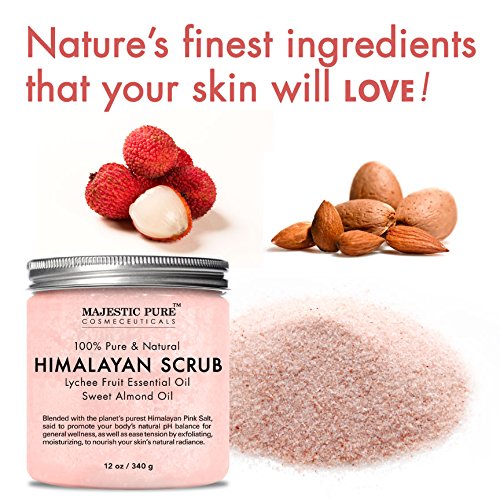 Nature's finest ingredients
that your skin will LOVE!
MAJESTIC PURE™
COSMECEUTICALS
100% Pure & Natural
HIMALAYAN SCRUB
Lychee Fruit Essential Oil
Sweet Almond Oil
Blended with the planet's purest Himalayan Pink Salt,
said to promote your body's natural pH balance for
general wellness, as well as ease tension by exfoliating,
moisturizing, to nourish your skin's natural radiance.
12 oz / 340 g